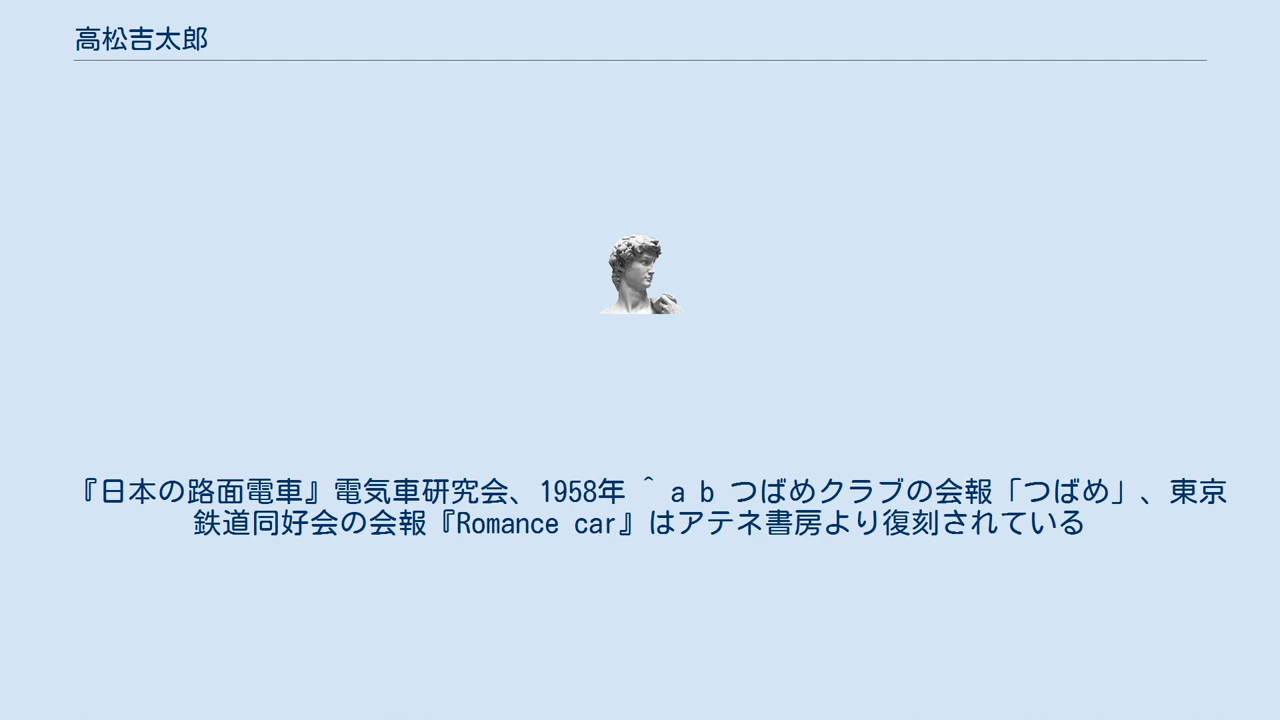 高松吉太郎
『日本の路面電車』電気車研究会、1958年 ^ a b つばめクラブの会報「つばめ」、東京
鉄道同好会の会報『Romance car』はアテネ書房より復刻されている